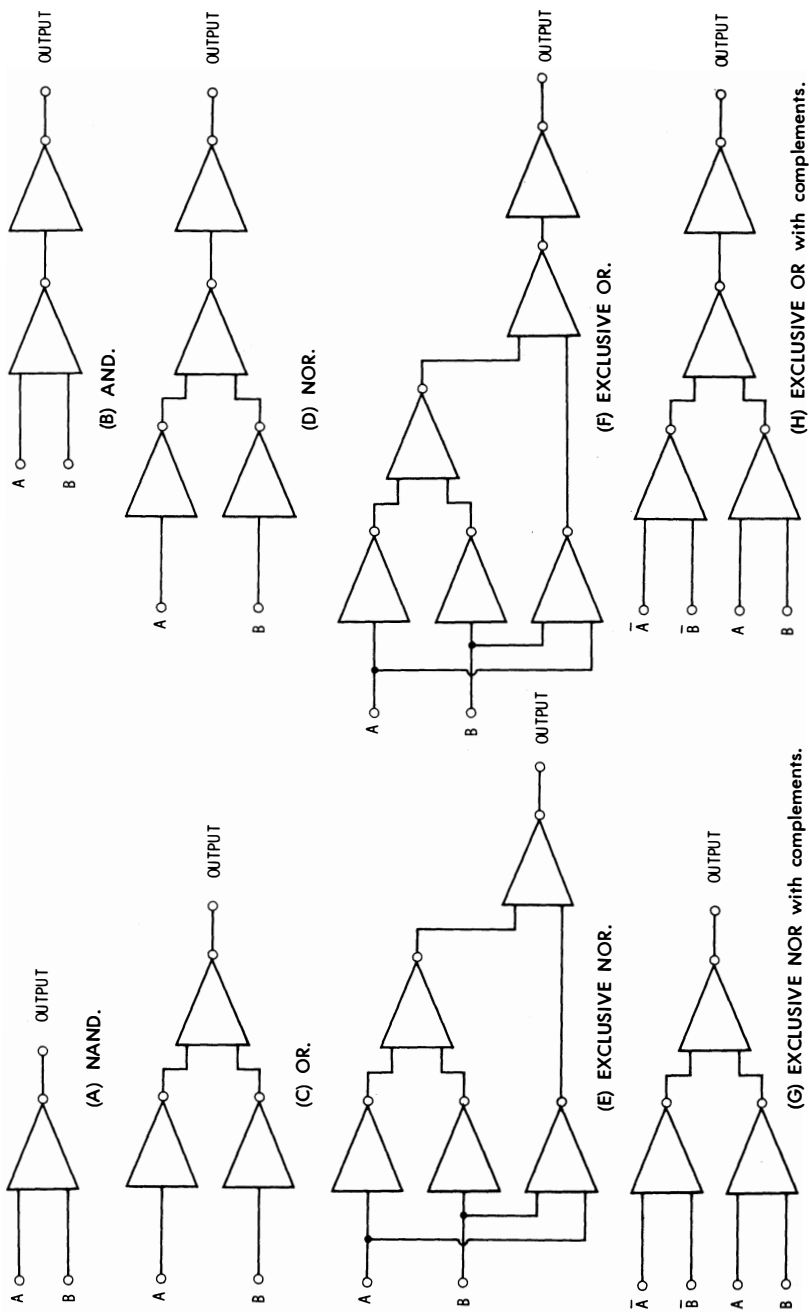 A
B
OUTPUT
(A) NAND.
A
B
OUTPUT
(B) AND.
A
B
OUTPUT
(C) OR.
A
B
OUTPUT
(D) NOR.
A
B
OUTPUT
(E) EXCLUSIVE NOR.
A
B
OUTPUT
(F) EXCLUSIVE OR.
A̅
B̅
A
B
OUTPUT
(G) EXCLUSIVE NOR with complements.
A̅
B̅
A
B
OUTPUT
(H) EXCLUSIVE OR with complements.